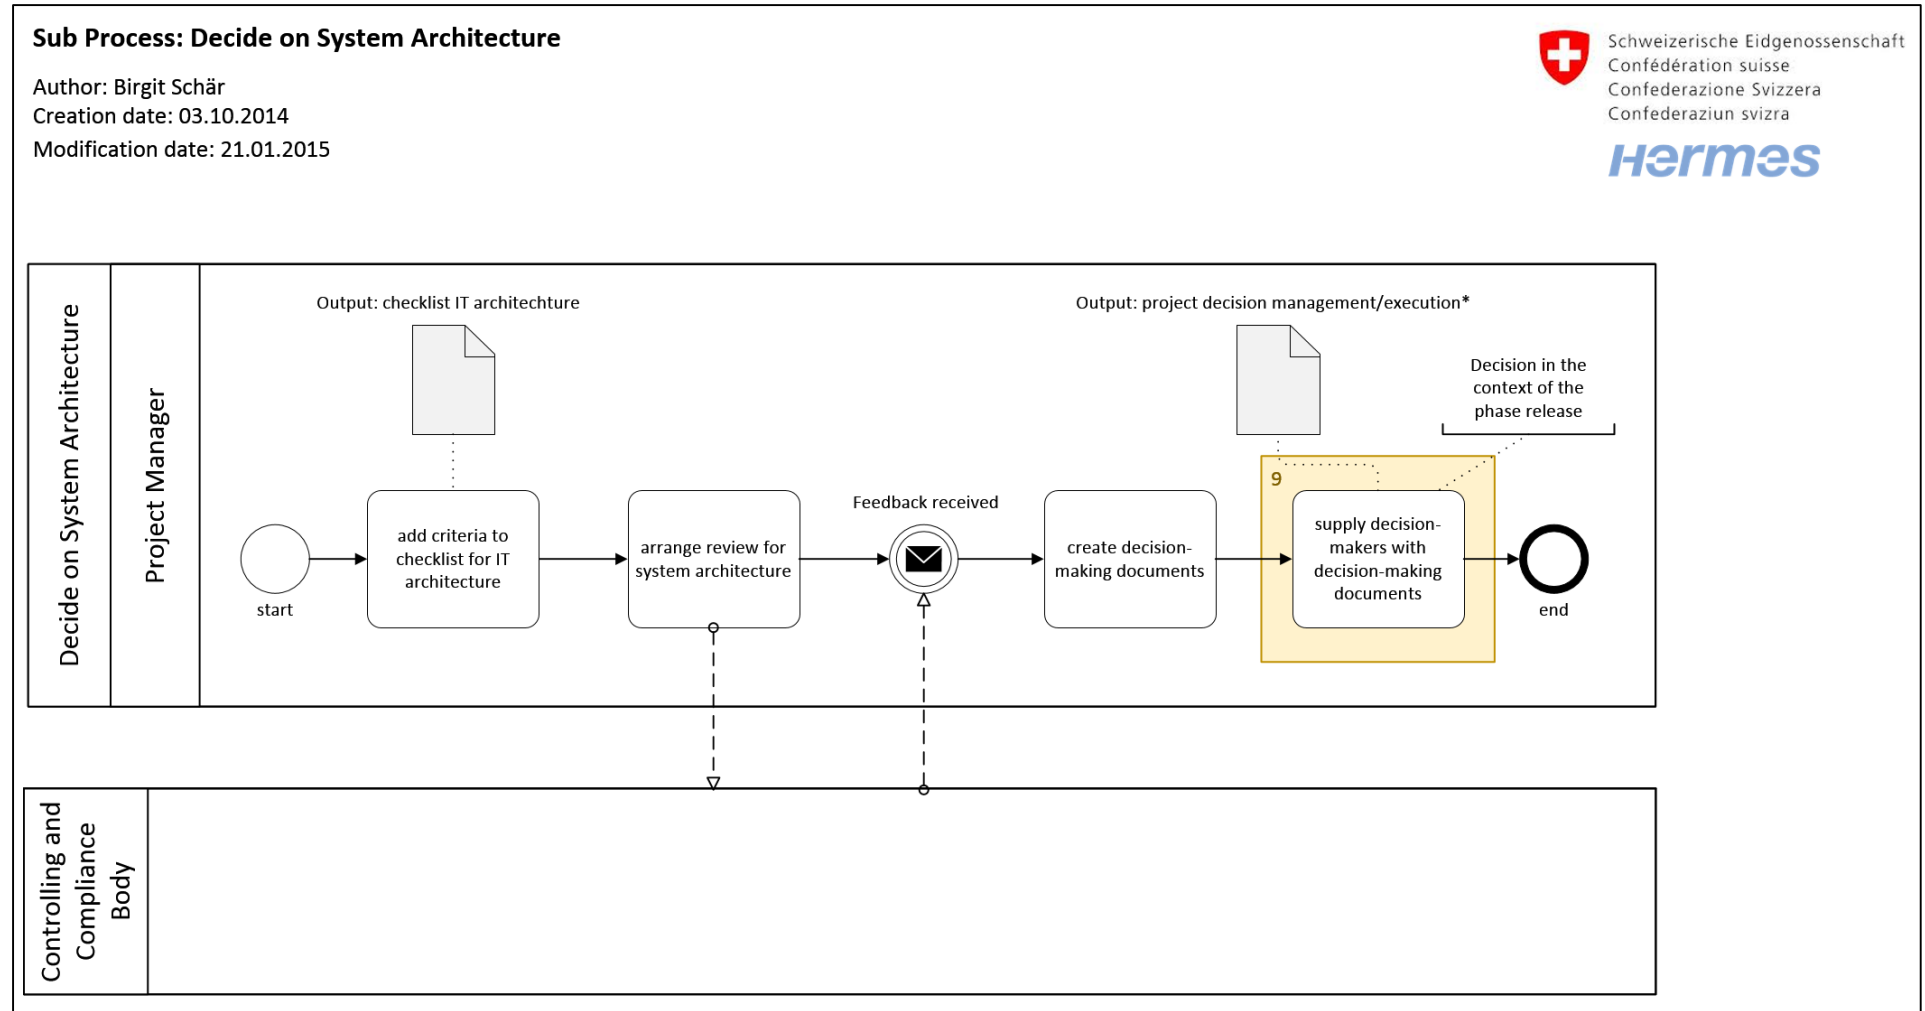 Sub Process: Decide on System Architecture
Author: Birgit Schär
Creation date: 03.10.2014
Modification date: 21.01.2015
Schweizerische Eidgenossenschaft
Confédération suisse
Confederazione Svizzera
Confederaziun svizra
Hermes
Decide on System Architecture
Project Manager
Output: checklist IT architechture
Output: project decision management/execution*
Decision in the
context of the
phase release
9
start
add criteria to
checklist for IT
architecture
arrange review for
system architecture
Feedback received
create decision-
making documents
supply decision-
makers with
decision-making
documents
end
Controlling and
Compliance
Body